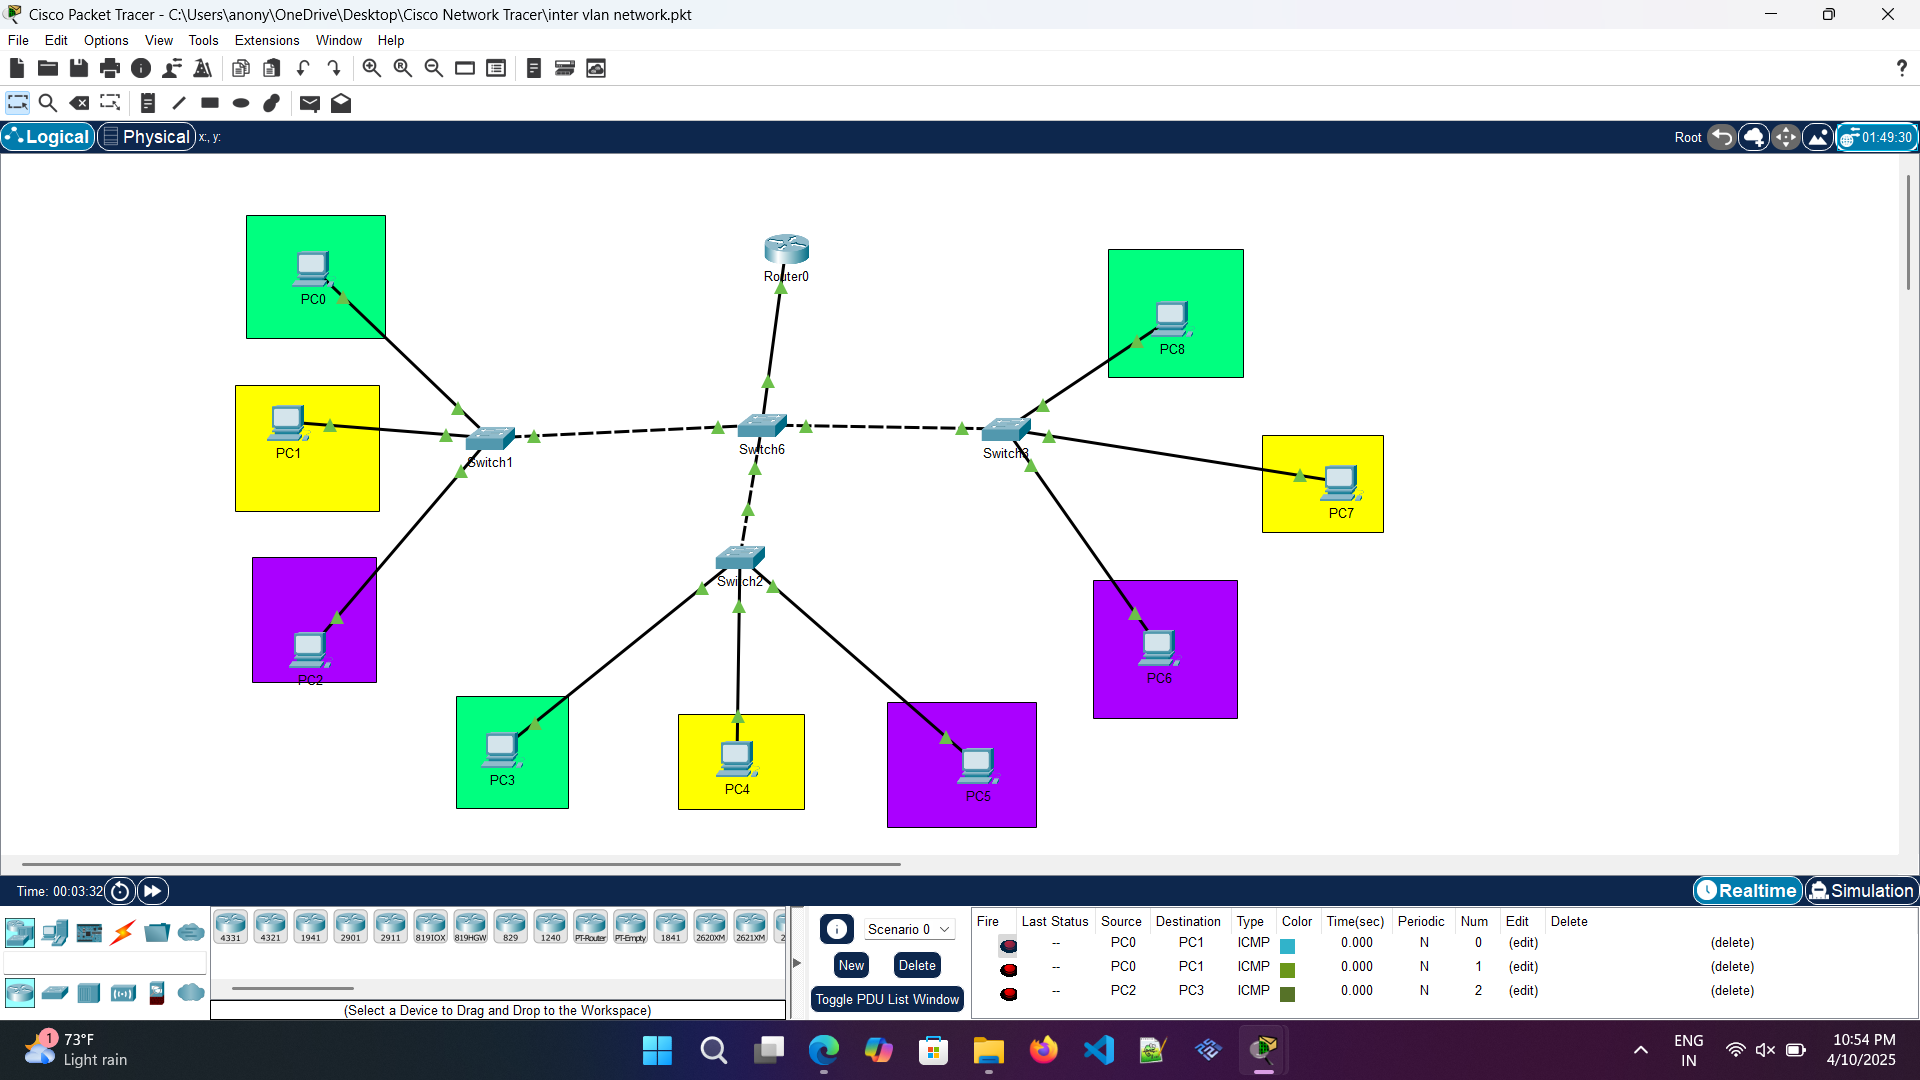 Cisco Packet Tracer - C:\Users\anony\OneDrive\Desktop\Cisco Network Tracer\inter vlan network.pkt
File Edit Options View Tools Extensions Window Help
?
Logical Physical x:, y: Root 01:49:30
PC0
Router0
PC8
PC1
Switch1
Switch6
Switch3
PC7
Switch2
PC2
PC6
PC3
PC4
PC5
Time: 00:03:32 Realtime Simulation
4331 4321 1941 2901 2911 819IOX 819HGW 829 1240 PT-Router PT-Empty 1841 2620XM 2621XM 2
(Select a Device to Drag and Drop to the Workspace)
Scenario 0
New Delete
Toggle PDU List Window
Fire Last Status Source Destination Type Color Time(sec) Periodic Num Edit Delete
-- PC0 PC1 ICMP 0.000 N 0 (edit) (delete)
-- PC0 PC1 ICMP 0.000 N 1 (edit) (delete)
-- PC2 PC3 ICMP 0.000 N 2 (edit) (delete)
1
73°F
Light rain
ENG
IN
10:54 PM
4/10/2025